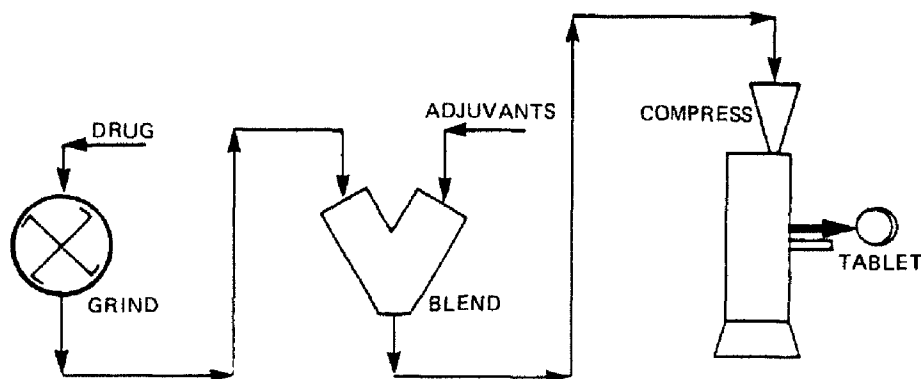 DRUG
GRIND
ADJUVANTS
BLEND
COMPRESS
TABLET